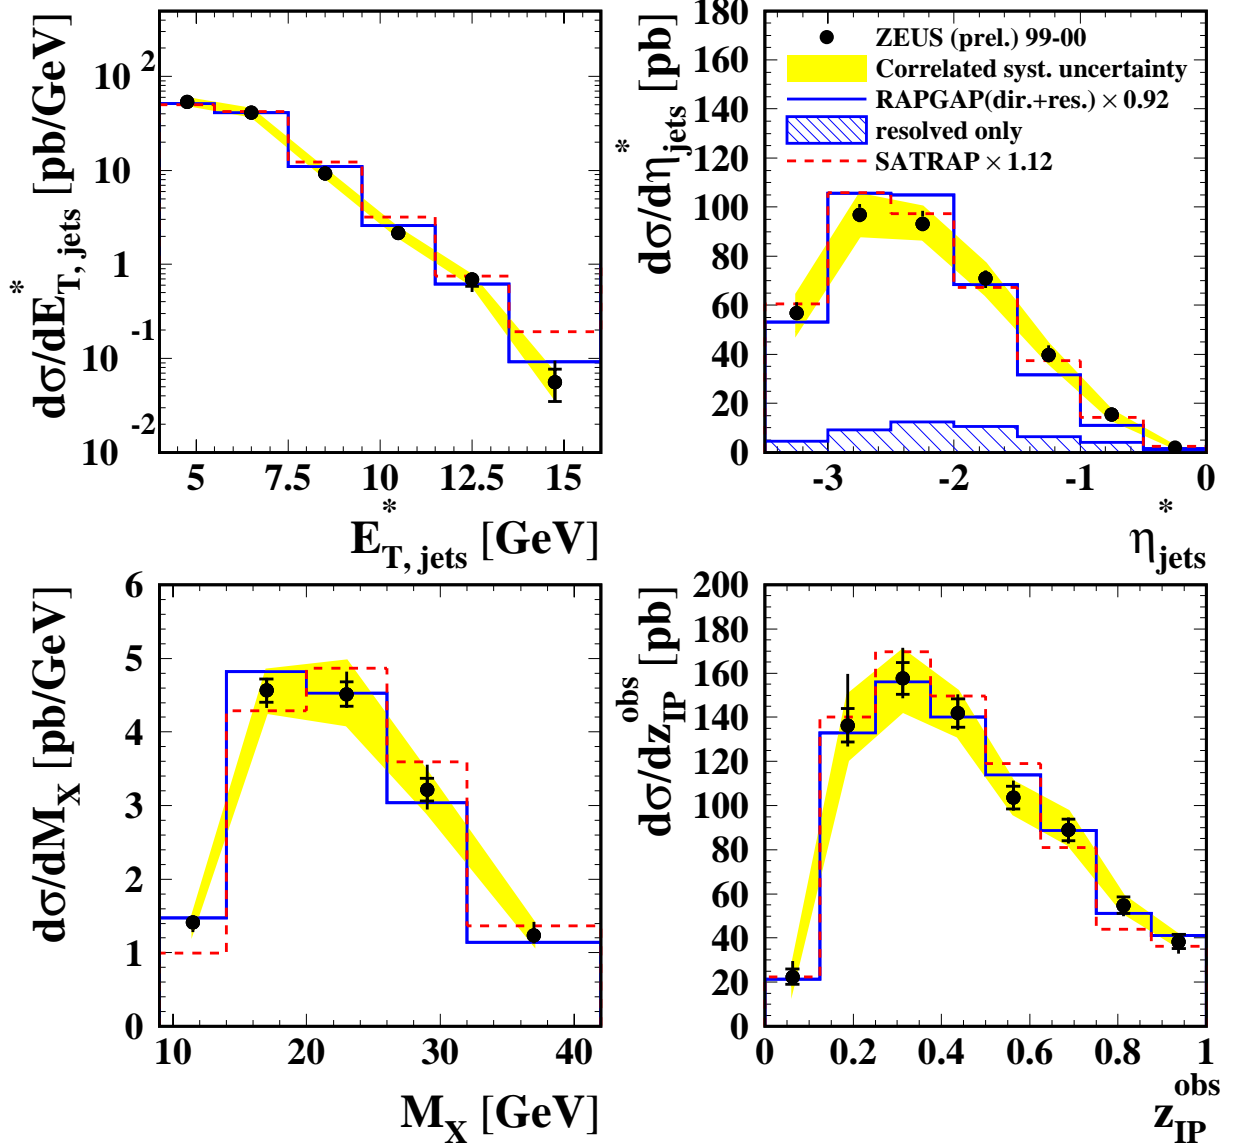 dσ/dE*T, jets [pb/GeV]
10²
10
1
10-1
10-2
5 7.5 10 12.5 15
E*T, jets [GeV]
dσ/dη*jets [pb]
180
160
140
120
100
80
60
40
20
0
ZEUS (prel.) 99-00
Correlated syst. uncertainty
RAPGAP(dir.+res.) × 0.92
resolved only
SATRAP × 1.12
-3 -2 -1 0
η*jets
dσ/dMX [pb/GeV]
6
5
4
3
2
1
0
10 20 30 40
MX [GeV]
dσ/dzIPobs [pb]
200
180
160
140
120
100
80
60
40
20
0
0 0.2 0.4 0.6 0.8 1
zIPobs